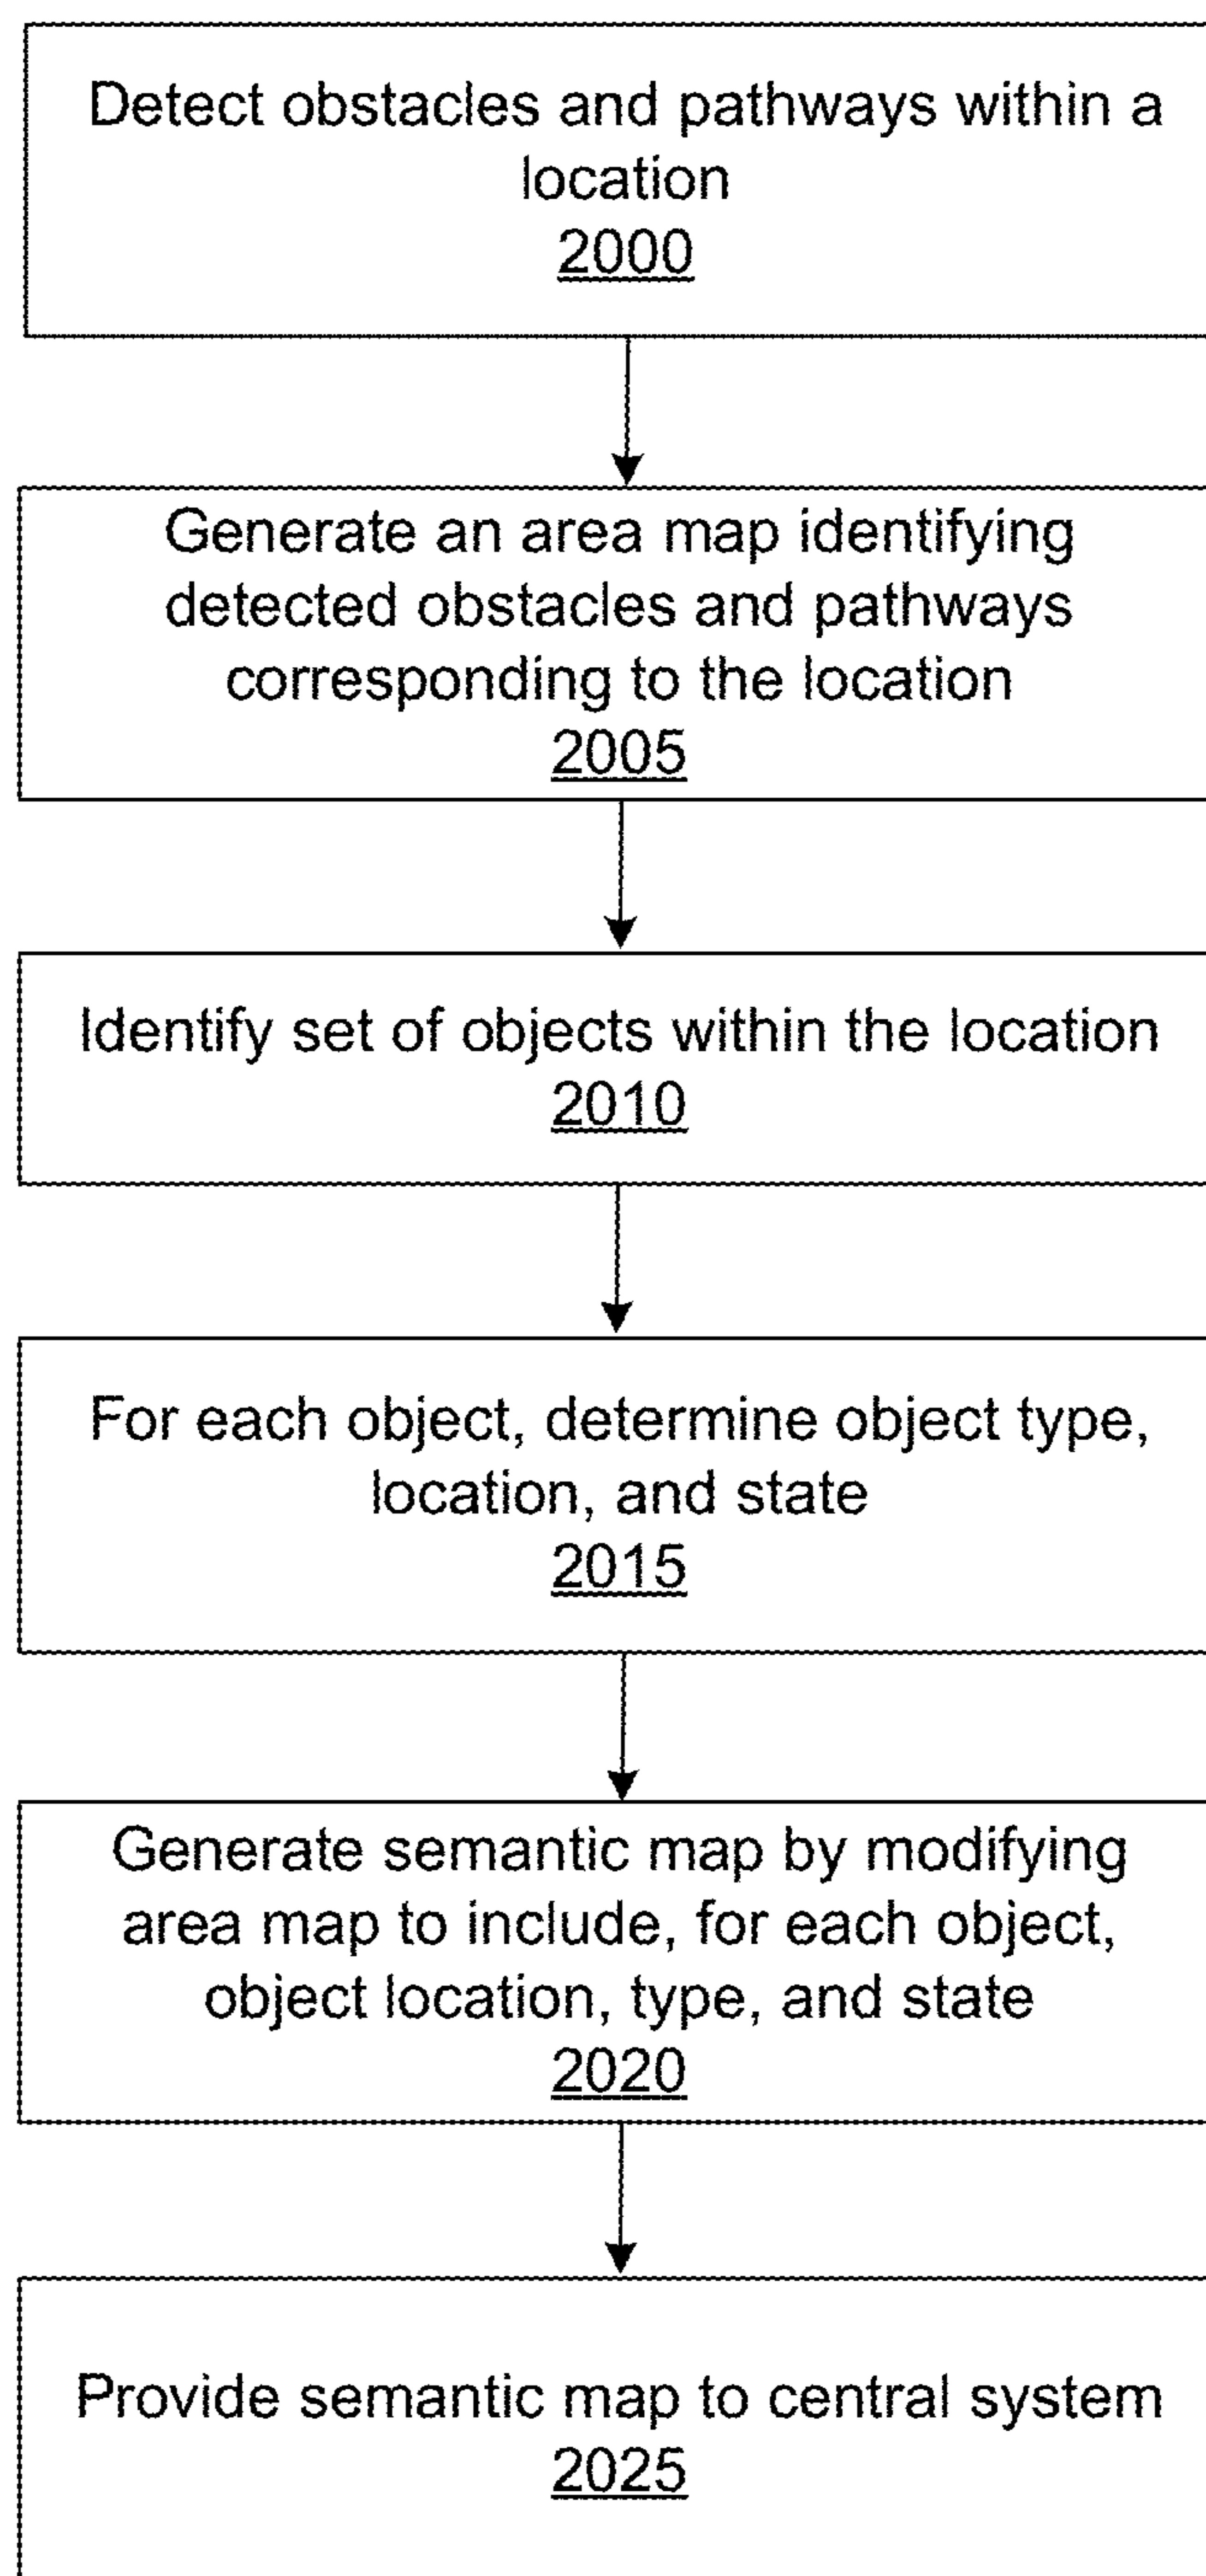 Detect obstacles and pathways within a
location
2000
Generate an area map identifying
detected obstacles and pathways
corresponding to the location
2005
Identify set of objects within the location
2010
For each object, determine object type,
location, and state
2015
Generate semantic map by modifying
area map to include, for each object,
object location, type, and state
2020
Provide semantic map to central system
2025